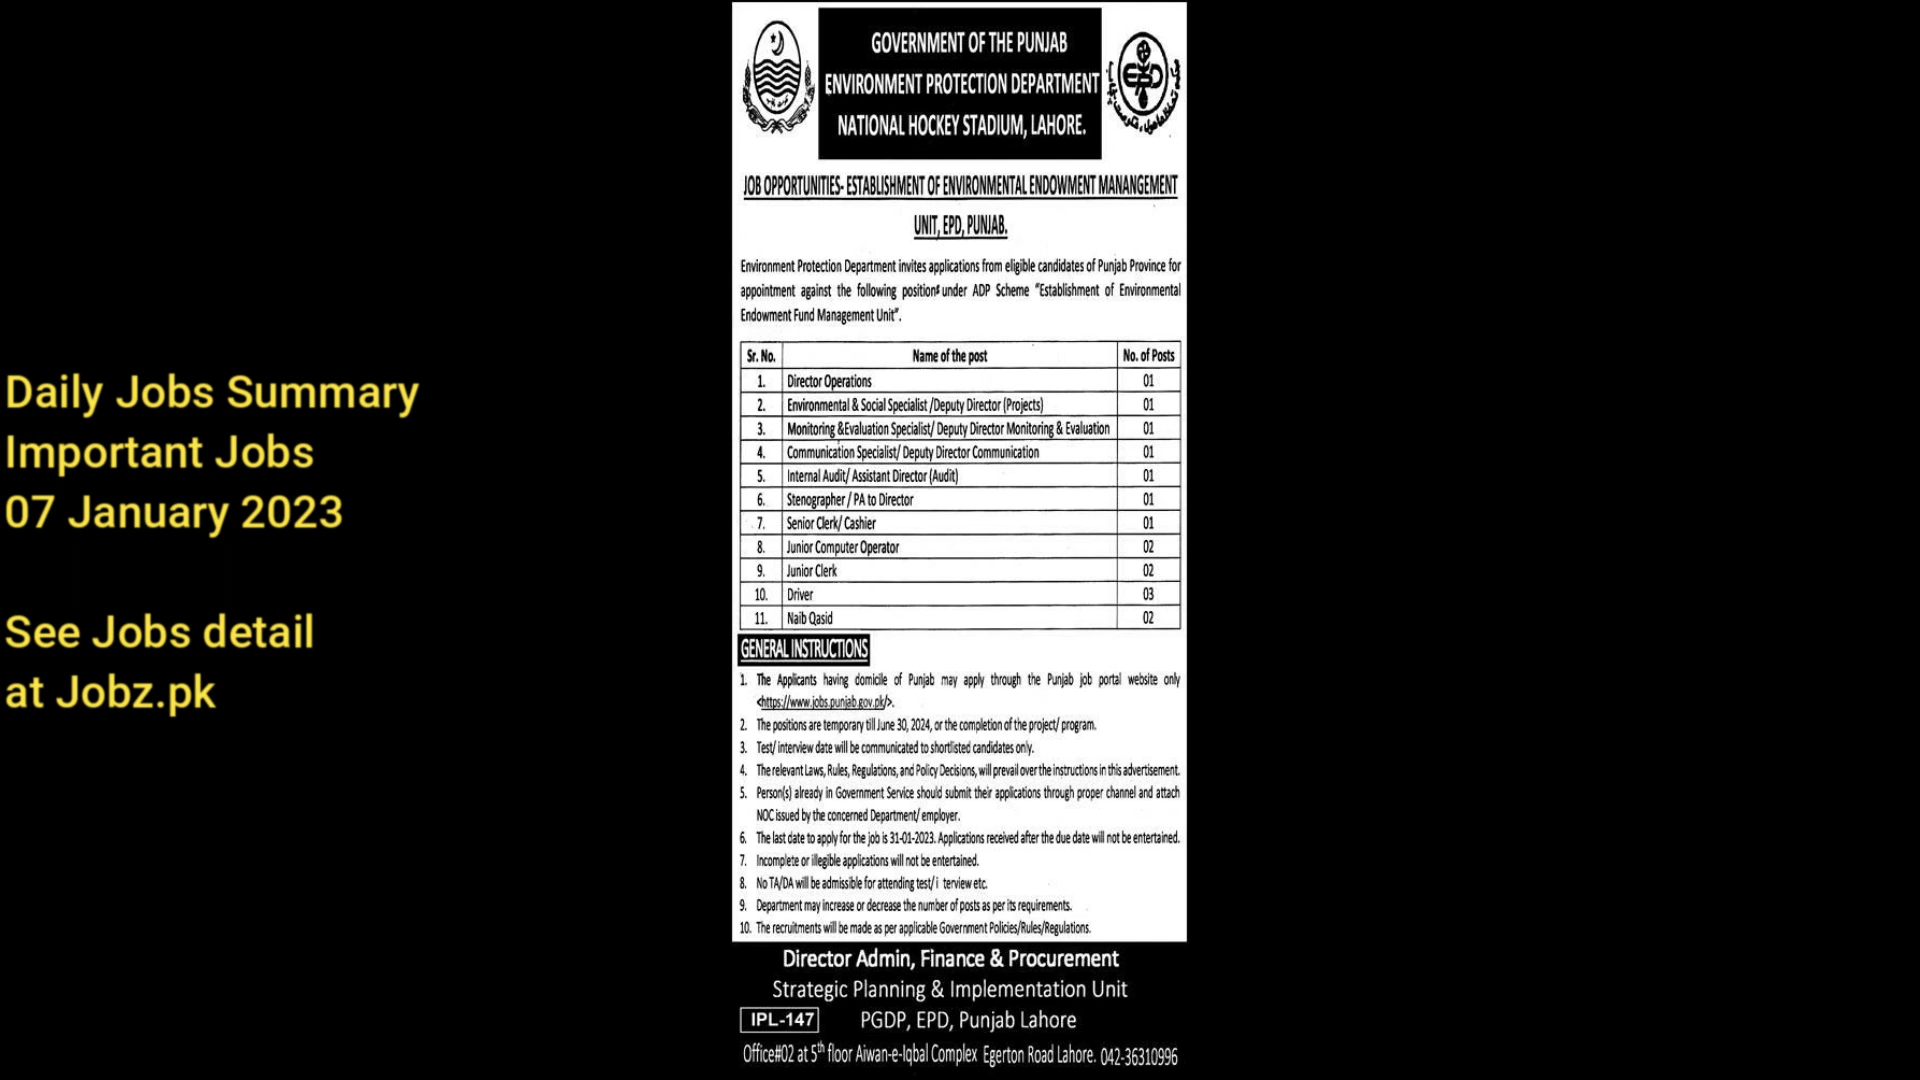 Daily Jobs Summary
Important Jobs
07 January 2023
See Jobs detail
at Jobz.pk
GOVERNMENT OF THE PUNJAB
ENVIRONMENT PROTECTION DEPARTMENT
NATIONAL HOCKEY STADIUM, LAHORE.
JOB OPPORTUNITIES- ESTABLISHMENT OF ENVIRONMENTAL ENDOWMENT MANANGEMENT
UNIT, EPD, PUNJAB.
Environment Protection Department invites applications from eligible candidates of Punjab Province for
appointment against the following positions under ADP Scheme "Establishment of Environmental
Endowment Fund Management Unit".
Sr. No. Name of the post No. of Posts
1. Director Operations 01
2. Environmental & Social Specialist /Deputy Director (Projects) 01
3. Monitoring &Evaluation Specialist/ Deputy Director Monitoring & Evaluation 01
4. Communication Specialist/ Deputy Director Communication 01
5. Internal Audit/ Assistant Director (Audit) 01
6. Stenographer / PA to Director 01
7. Senior Clerk/ Cashier 01
8. Junior Computer Operator 02
9. Junior Clerk 02
10. Driver 03
11. Naib Qasid 02
GENERAL INSTRUCTIONS
1. The Applicants having domicile of Punjab may apply through the Punjab job portal website only
<https://www.jobs.punjab.gov.pk/>.
2. The positions are temporary till June 30, 2024, or the completion of the project/ program.
3. Test/ interview date will be communicated to shortlisted candidates only.
4. The relevant Laws, Rules, Regulations, and Policy Decisions, will prevail over the instructions in this advertisement.
5. Person(s) already in Government Service should submit their applications through proper channel and attach
NOC issued by the concerned Department/ employer.
6. The last date to apply for the job is 31-01-2023. Applications received after the due date will not be entertained.
7. Incomplete or illegible applications will not be entertained.
8. No TA/DA will be admissible for attending test/i terview etc.
9. Department may increase or decrease the number of posts as per its requirements.
10. The recruitments will be made as per applicable Government Policies/Rules/Regulations.
Director Admin, Finance & Procurement
Strategic Planning & Implementation Unit
IPL-147 PGDP, EPD, Punjab Lahore
Office#02 at 5th floor Aiwan-e-Iqbal Complex Egerton Road Lahore. 042-36310996